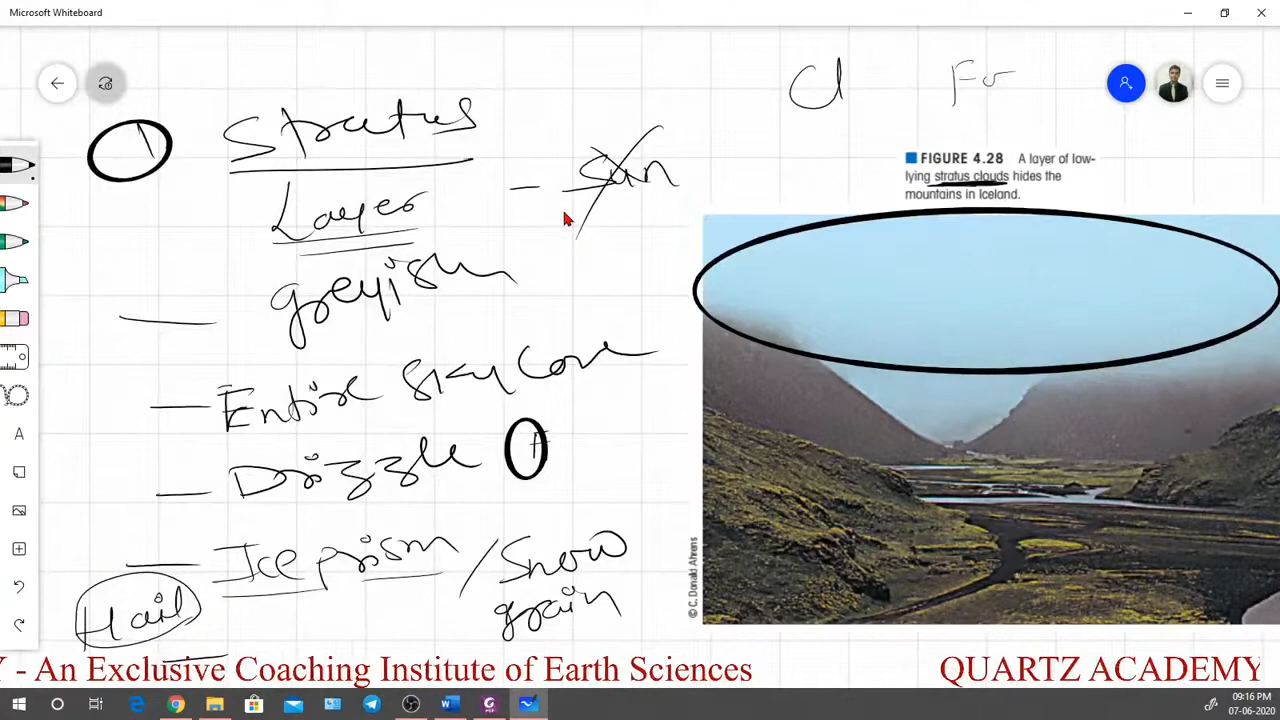 Microsoft Whiteboard
Cl Fo
1 Stratus
Layer
- Sun
greyish
Entire sky Cover
Drizzle
Ice prism / Snow
grain
Hail
FIGURE 4.28 A layer of low-
lying stratus clouds hides the
mountains in Iceland.
© C. Donald Ahrens
Y - An Exclusive Coaching Institute of Earth Sciences QUARTZ ACADEMY
09:16 PM
07-06-2020